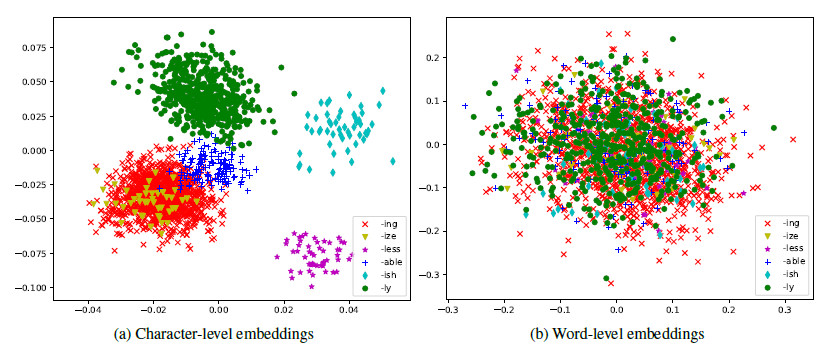 0.075
0.050
0.025
0.000
−0.025
−0.050
−0.075
−0.100
−0.04
−0.02
0.00
0.02
0.04
-ing
-ize
-less
-able
-ish
-ly
(a) Character-level embeddings
0.2
0.1
0.0
−0.1
−0.2
−0.3
−0.3
−0.2
−0.1
0.0
0.1
0.2
0.3
-ing
-ize
-less
-able
-ish
-ly
(b) Word-level embeddings